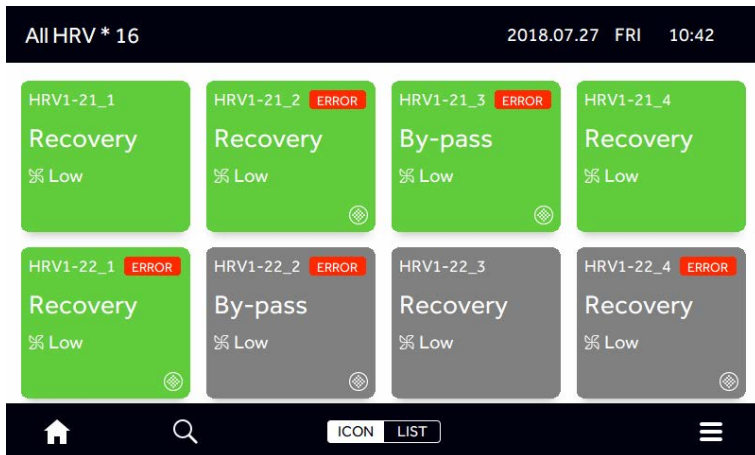 All HRV * 16 2018.07.27 FRI 10:42
HRV1-21_1 HRV1-21_2 ERROR HRV1-21_3 ERROR HRV1-21_4
Recovery Recovery By-pass Recovery
Low Low Low Low
HRV1-22_1 ERROR HRV1-22_2 ERROR HRV1-22_3 HRV1-22_4 ERROR
Recovery By-pass Recovery Recovery
Low Low Low Low
ICON LIST